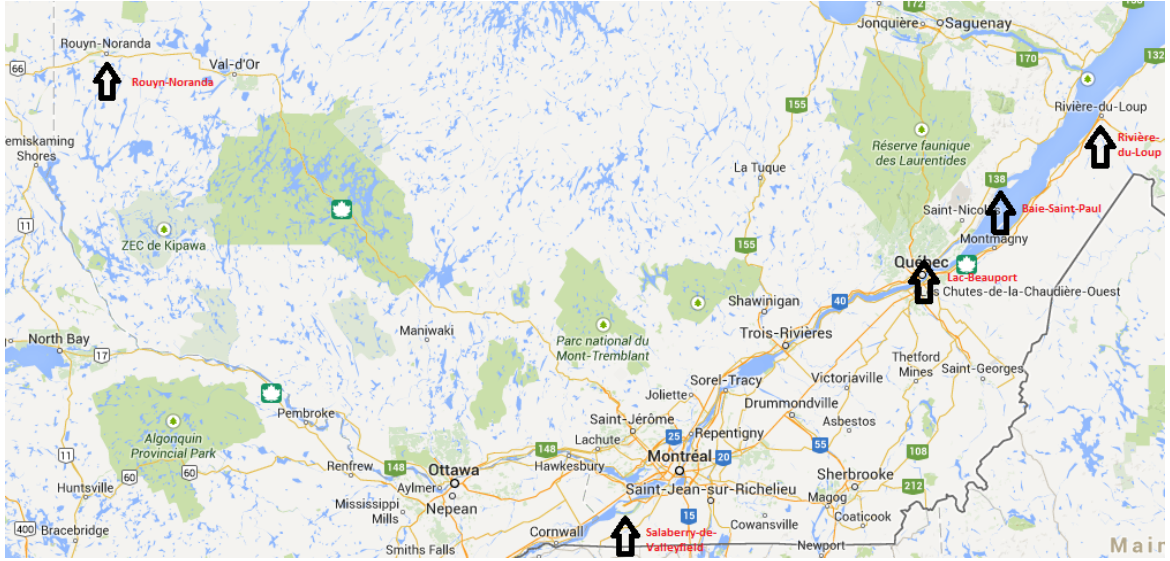 172
138
Jonquière
Saguenay
Rouyn-Noranda
132
170
Val-d'Or
66
Rouyn-Noranda
155
Rivière-du-Loup
emiskaming
Shores
Réserve faunique
des Laurentides
Rivière-
du-Loup
La Tuque
138
Saint-Nicol
Baie-Saint-Paul
11
ZEC de Kipawa
155
Montmagny
Québec
Lac-Beauport
s Chutes-de-la-Chaudière-Ouest
Shawinigan
40
Maniwaki
Trois-Rivières
North Bay
17
Parc national du
Mont-Tremblant
Thetford
Mines
Saint-Georges
Sorel-Tracy
Victoriaville
Joliette
Pembroke
Drummondville
Saint-Jérôme
Asbestos
Algonquin
Provincial Park
25
Repentigny
Lachute
148
55
108
11
60
Renfrew
148
Hawkesbury
Montréal
20
Ottawa
60
Aylmer
Sherbrooke
Huntsville
Saint-Jean-sur-Richelieu
212
Mississippi
Mills
Nepean
Magog
15
Coaticook
400
Bracebridge
Cornwall
Salaberry-de-
Valleyfield
Cowansville
Smiths Falls
Newport
Main